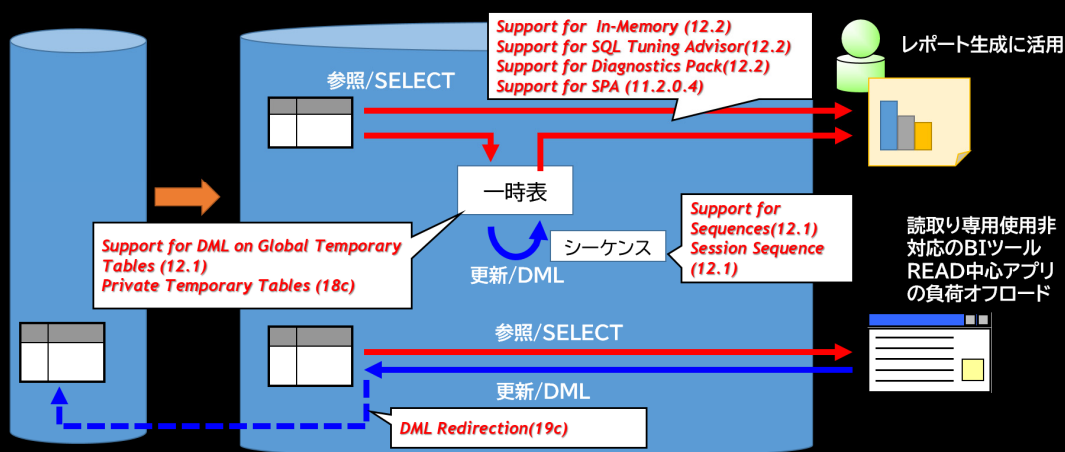 Support for In-Memory (12.2)
Support for SQL Tuning Advisor(12.2)
Support for Diagnostics Pack(12.2)
Support for SPA (11.2.0.4)
レポート生成に活用
参照/SELECT
一時表
Support for DML on Global Temporary
Tables (12.1)
Private Temporary Tables (18c)
シーケンス
更新/DML
Support for
Sequences(12.1)
Session Sequence
(12.1)
読取り専用使用非
対応のBIツール
READ中心アプリ
の負荷オフロード
参照/SELECT
更新/DML
DML Redirection(19c)